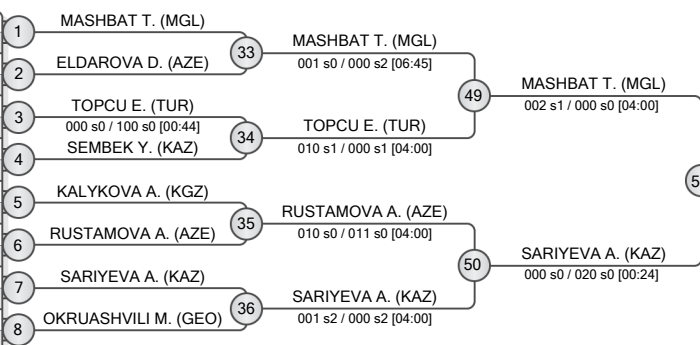 1
MASHBAT T. (MGL)
2
ELDAROVA D. (AZE)
3
TOPCU E. (TUR)
000 s0 / 100 s0 [00:44]
4
SEMBEK Y. (KAZ)
5
KALYKOVA A. (KGZ)
6
RUSTAMOVA A. (AZE)
7
SARIYEVA A. (KAZ)
8
OKRUASHVILI M. (GEO)
33
MASHBAT T. (MGL)
001 s0 / 000 s2 [06:45]
34
TOPCU E. (TUR)
010 s1 / 000 s1 [04:00]
35
RUSTAMOVA A. (AZE)
010 s0 / 011 s0 [04:00]
36
SARIYEVA A. (KAZ)
001 s2 / 000 s2 [04:00]
49
MASHBAT T. (MGL)
002 s1 / 000 s0 [04:00]
50
SARIYEVA A. (KAZ)
000 s0 / 020 s0 [00:24]